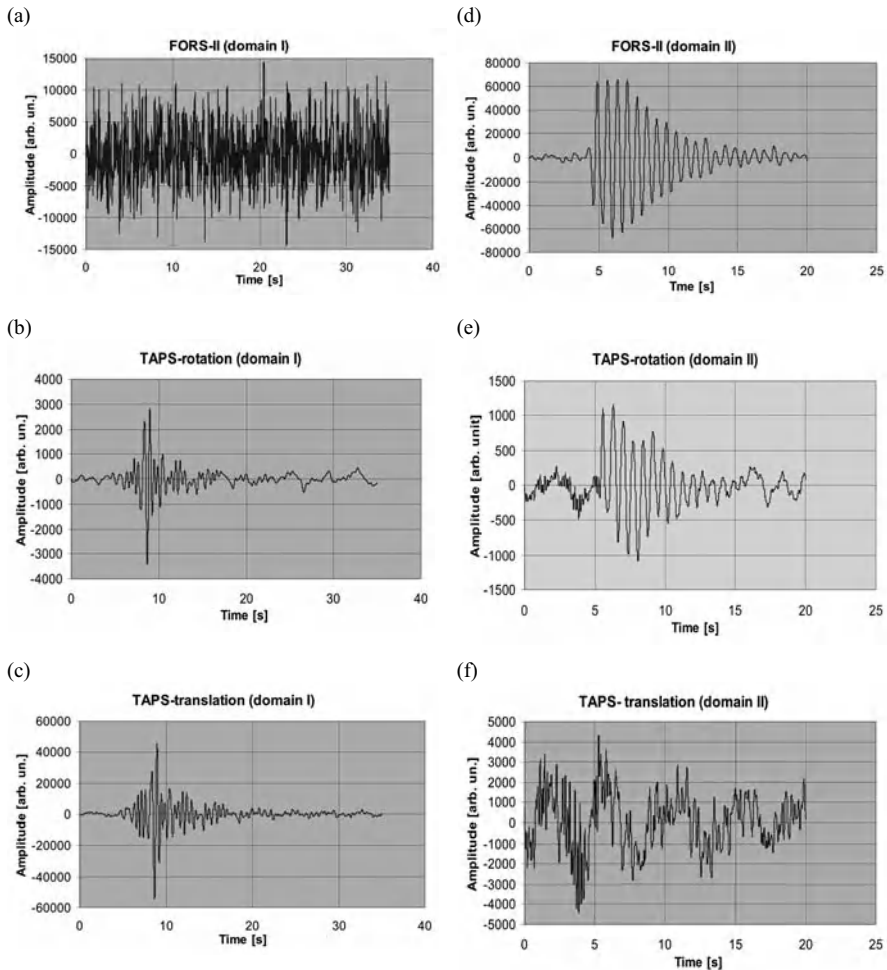 (a)
FORS-II (domain I)
Amplitude [arb. un.]
15000
10000
5000
0
-5000
-10000
-15000
0 10 20 30 40
Time [s]
(b)
TAPS-rotation (domain I)
Amplitude [arb. un.]
4000
3000
2000
1000
0
-1000
-2000
-3000
-4000
0 10 20 30 40
Time [s]
(c)
TAPS-translation (domain I)
Amplitude [arb. un.]
60000
40000
20000
0
-20000
-40000
-60000
0 10 20 30 40
Time [s]
(d)
FORS-II (domain II)
Amplitude [arb. un.]
80000
60000
40000
20000
0
-20000
-40000
-60000
-80000
0 5 10 15 20 25
Tme [s]
(e)
TAPS-rotation (domain II)
Amplitude [arb. unit]
1500
1000
500
0
-500
-1000
-1500
0 5 10 15 20 25
Time [s]
(f)
TAPS- translation (domain II)
Amplitude [arb. un.]
5000
4000
3000
2000
1000
0
-1000
-2000
-3000
-4000
-5000
0 5 10 15 20 25
Time [s]